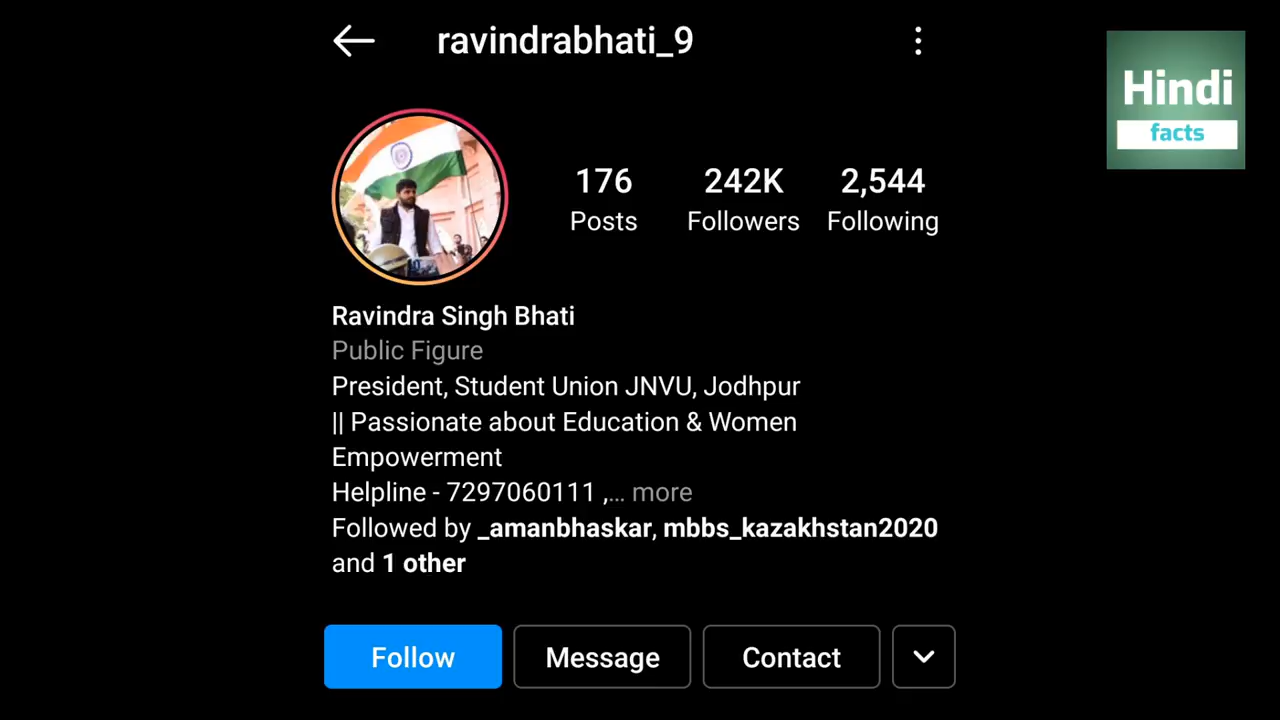 ravindrabhati_9
Hindi
facts
176 242K 2,544
Posts Followers Following
Ravindra Singh Bhati
Public Figure
President, Student Union JNVU, Jodhpur
|| Passionate about Education & Women
Empowerment
Helpline - 7297060111 ,... more
Followed by _amanbhaskar, mbbs_kazakhstan2020
and 1 other
Follow Message Contact